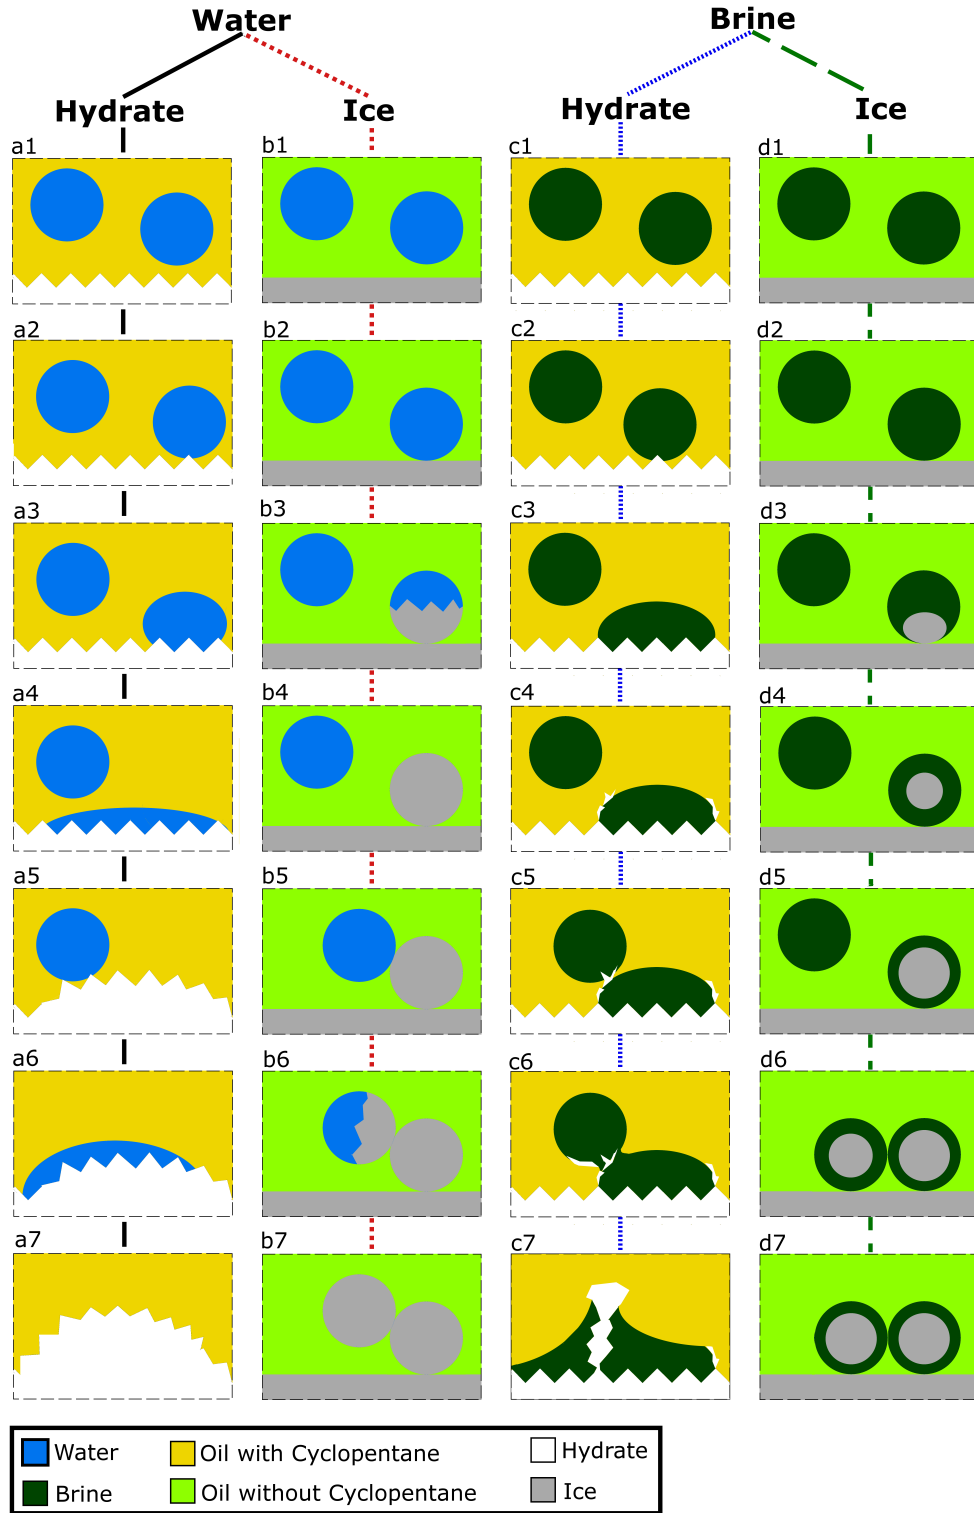 Water Brine
Hydrate Ice Hydrate Ice
a1 b1 c1 d1
a2 b2 c2 d2
a3 b3 c3 d3
a4 b4 c4 d4
a5 b5 c5 d5
a6 b6 c6 d6
a7 b7 c7 d7
Water Oil with Cyclopentane Hydrate
Brine Oil without Cyclopentane Ice